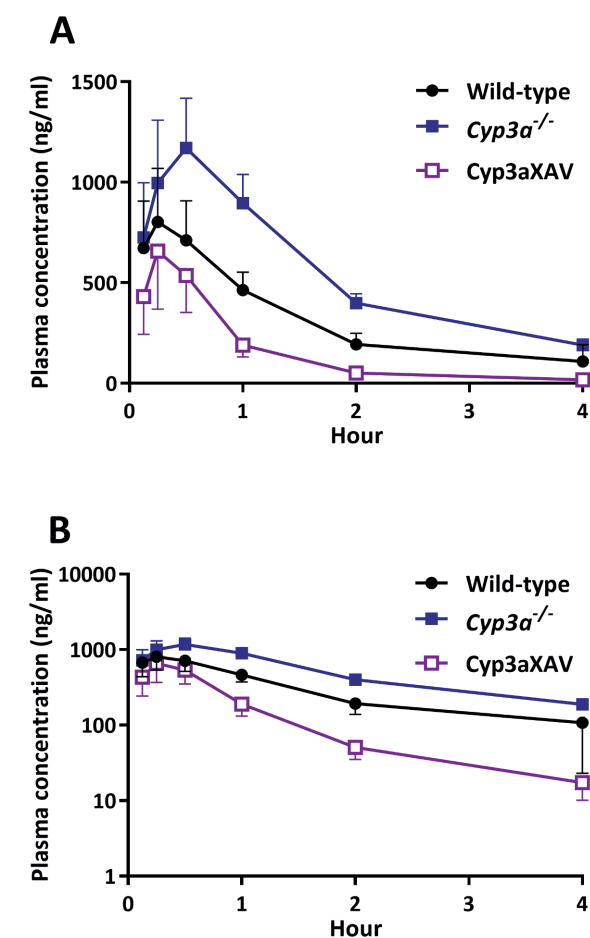 A
Plasma concentration (ng/ml)
1500
1000
500
0
0 1 2 3 4
Hour
Wild-type
Cyp3a-/-
Cyp3aXAV
B
Plasma concentration (ng/ml)
10000
1000
100
10
1
0 1 2 3 4
Hour
Wild-type
Cyp3a-/-
Cyp3aXAV